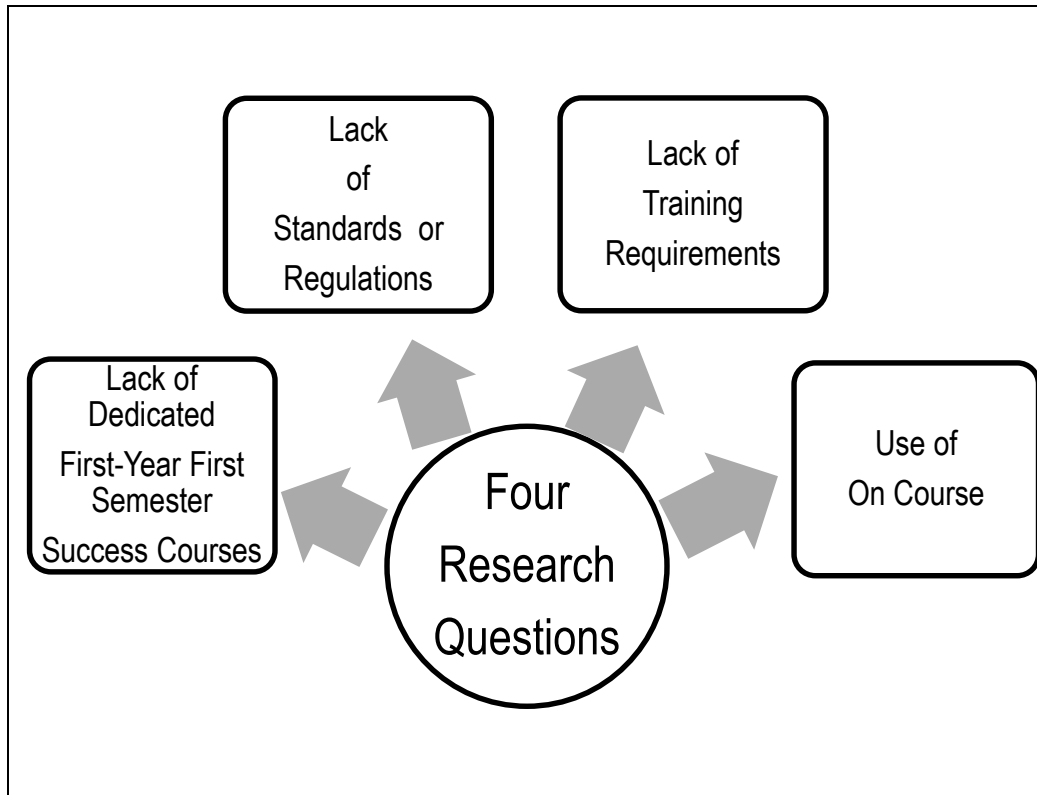 Lack
of
Standards or
Regulations
Lack of
Training
Requirements
Lack of
Dedicated
First-Year First
Semester
Success Courses
Use of
On Course
Four
Research
Questions